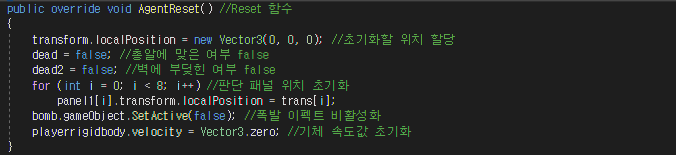 public override void AgentReset() //Reset 함수
{
transform.localPosition = new Vector3(0, 0, 0); //초기화할 위치 할당
dead = false; //총알에 맞은 여부 false
dead2 = false; //벽에 부딪힌 여부 false
for (int i = 0; i < 8; i++) //판단 패널 위치 초기화
panel1[i].transform.localPosition = trans[i];
bomb.gameObject.SetActive(false); //폭발 이펙트 비활성화
playerrigidbody.velocity = Vector3.zero; //기체 속도값 초기화
}